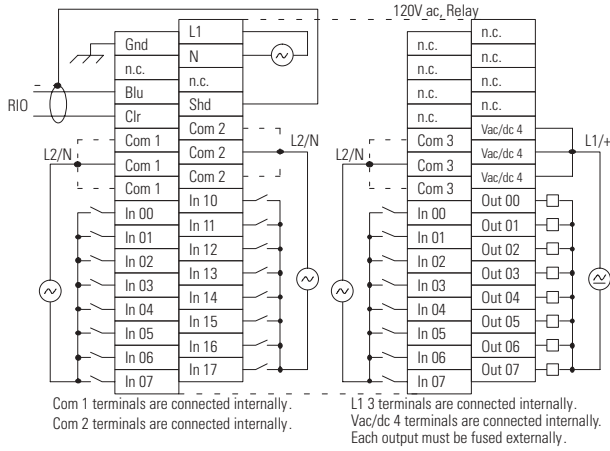 120V ac, Relay
L1
Gnd
N
n.c.
n.c.
Blu
Shd
RIO
Clr
Com 2
Com 1
L2/N
Com 2
Com 1
Com 2
Com 1
In 10
In 00
In 11
In 01
In 12
In 02
In 13
In 03
In 14
In 04
In 15
In 05
In 16
In 06
In 17
In 07
n.c.
n.c.
n.c.
n.c.
n.c.
n.c.
n.c.
n.c.
Vac/dc 4
Com 3
L1/+
L2/N
Vac/dc 4
Com 3
Vac/dc 4
Com 3
Out 00
In 00
Out 01
In 01
Out 02
In 02
Out 03
In 03
Out 04
In 04
Out 05
In 05
Out 06
In 06
Out 07
In 07
Com 1 terminals are connected internally.
Com 2 terminals are connected internally.
L1 3 terminals are connected internally.
Vac/dc 4 terminals are connected internally.
Each output must be fused externally.